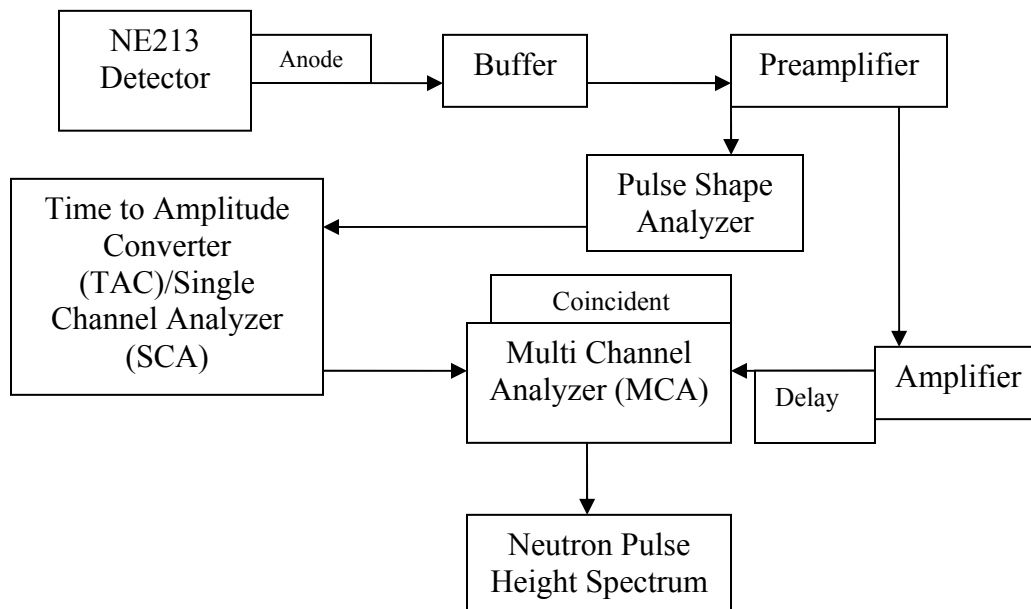 NE213
Detector
Anode
Buffer
Preamplifier
Pulse Shape
Analyzer
Time to Amplitude
Converter
(TAC)/Single
Channel Analyzer
(SCA)
Coincident
Multi Channel
Analyzer (MCA)
Delay
Amplifier
Neutron Pulse
Height Spectrum